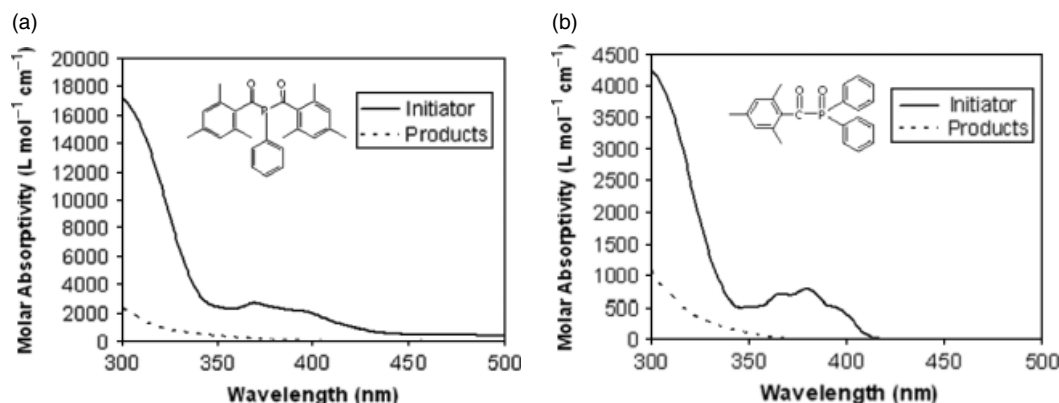 (a)
Molar Absorptivity (L mol⁻¹ cm⁻¹)
20000
18000
16000
14000
12000
10000
8000
6000
4000
2000
0
O O
P
Initiator
Products
300 350 400 450 500
Wavelength (nm)
(b)
Molar Absorptivity (L mol⁻¹ cm⁻¹)
4500
4000
3500
3000
2500
2000
1500
1000
500
0
O O
C P
Initiator
Products
300 350 400 450 500
Wavelength (nm)